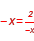 -x = 2/-x